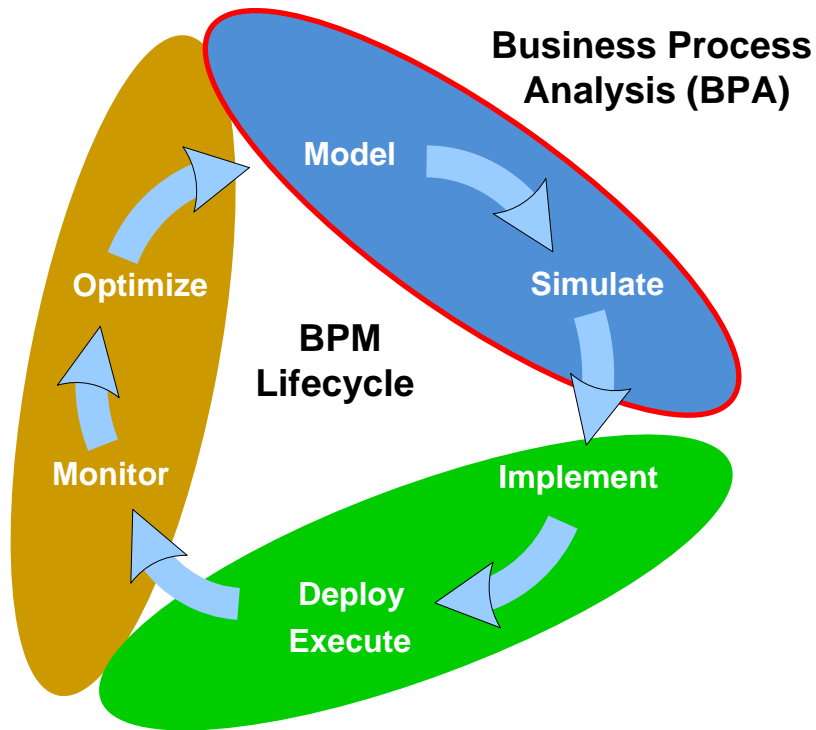 Business Process
Analysis (BPA)
Model
Simulate
Optimize
BPM
Lifecycle
Monitor
Implement
Deploy
Execute